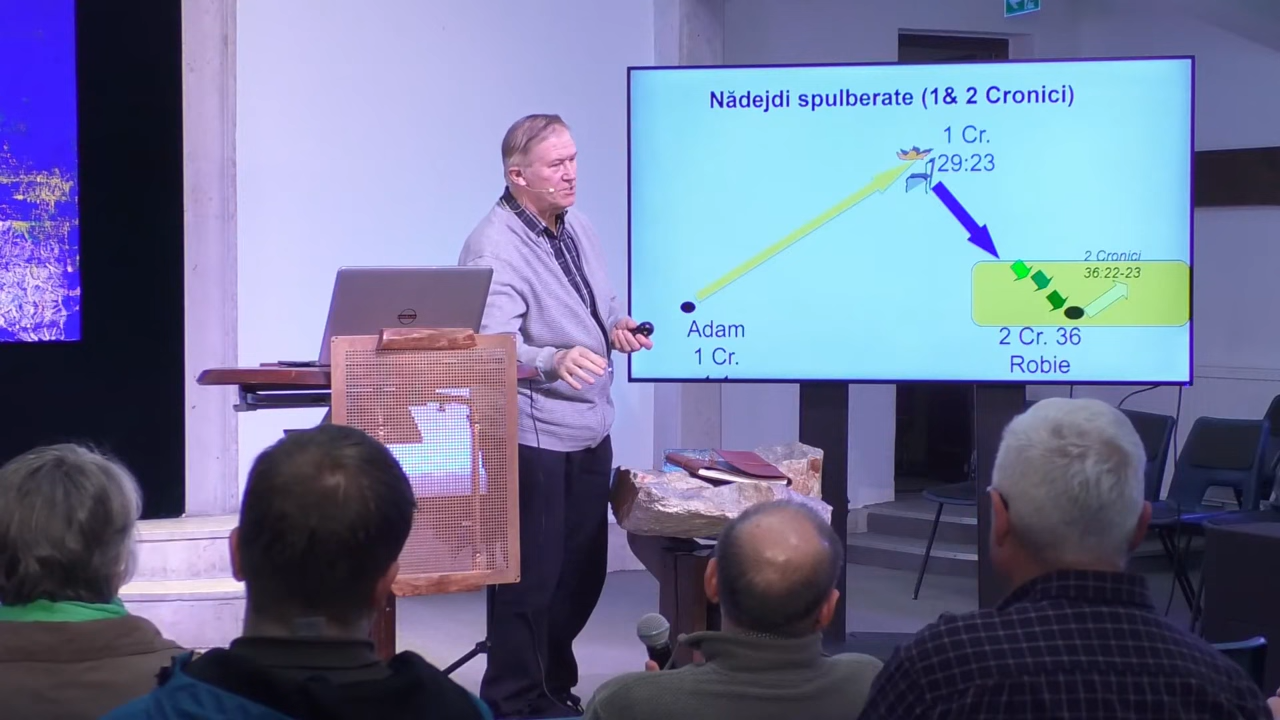 Nădejdi spulberate (1& 2 Cronici)
1 Cr.
29:23
2 Cronici
36:22-23
Adam
1 Cr.
2 Cr. 36
Robie